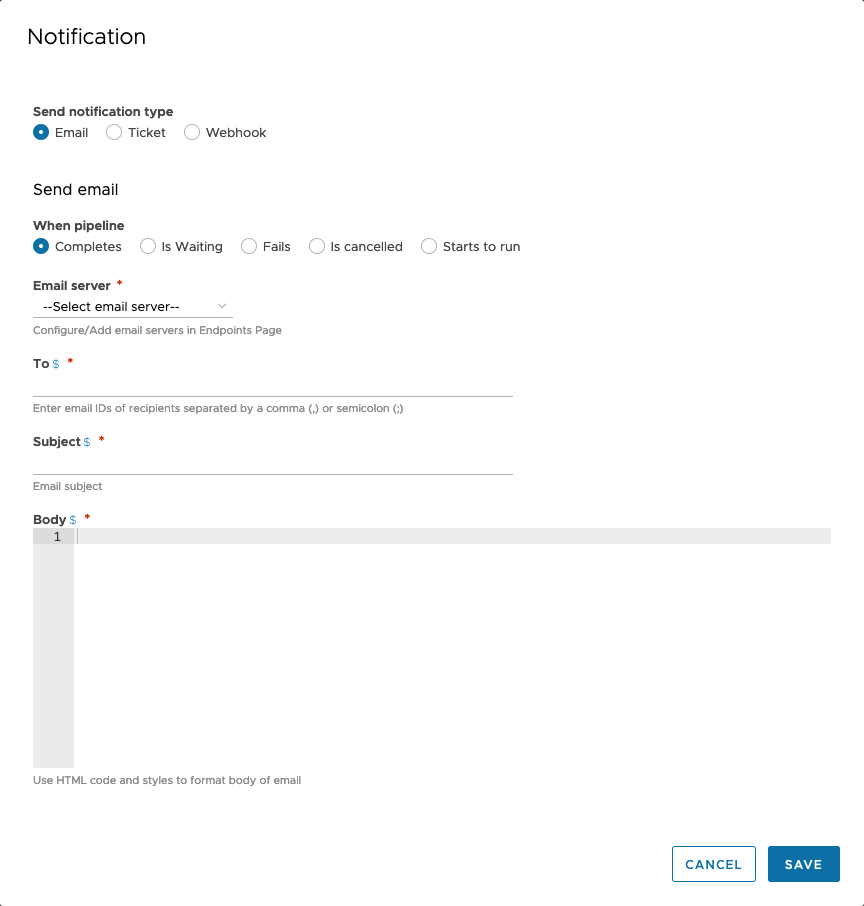 Notification
Send notification type
Email Ticket Webhook
Send email
When pipeline
Completes Is Waiting Fails Is cancelled Starts to run
Email server *
--Select email server--
Configure/Add email servers in Endpoints Page
To $ *
Enter email IDs of recipients separated by a comma (,) or semicolon (;)
Subject $ *
Email subject
Body $ *
1
Use HTML code and styles to format body of email
CANCEL SAVE